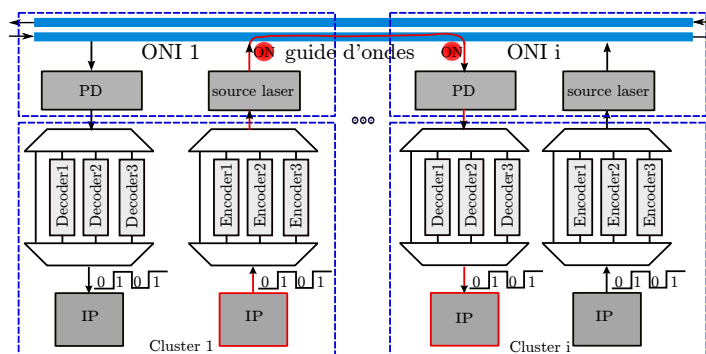 ONI 1 ON guide d'ondes ON ONI i
PD source laser PD source laser
Decoder1 Decoder2 Decoder3 Encoder1 Encoder2 Encoder3 Decoder1 Decoder2 Decoder3 Encoder1 Encoder2 Encoder3
0 1 0 1 0 1 0 1 0 1 0 1 0 1 0 1
IP IP IP IP
Cluster 1 Cluster i